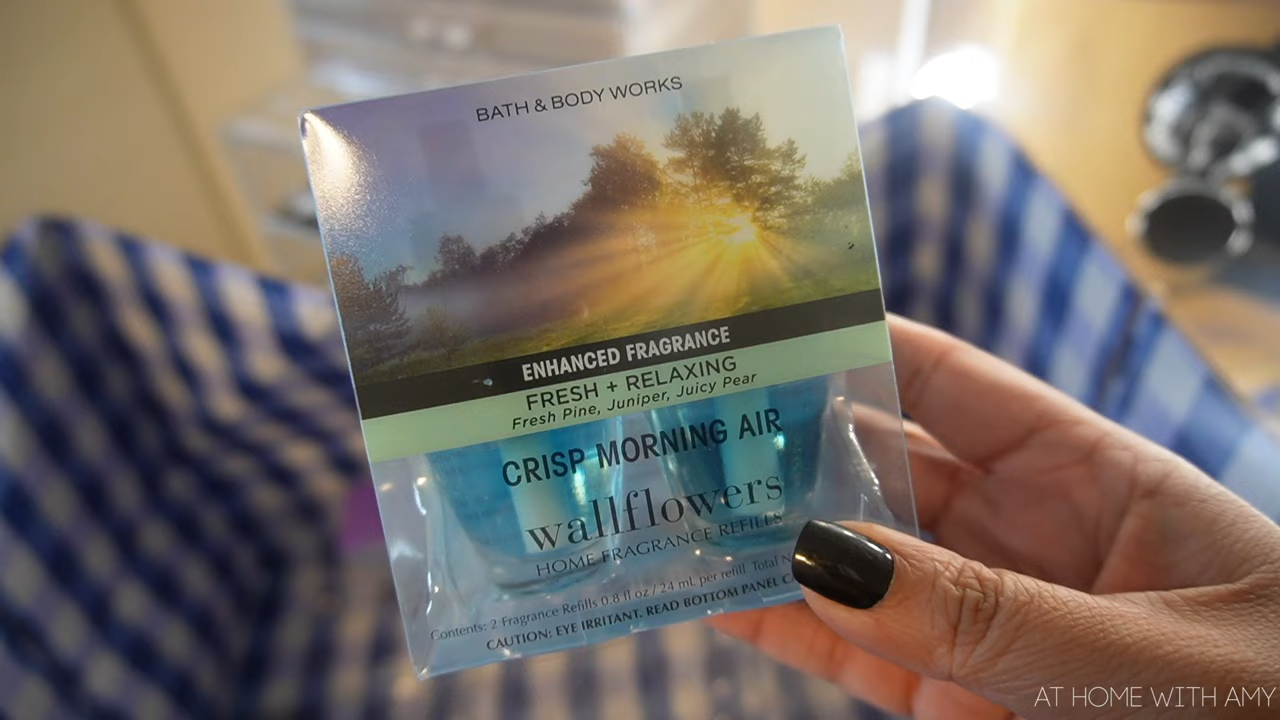 BATH & BODY WORKS
ENHANCED FRAGRANCE
FRESH + RELAXING
Fresh Pine, Juniper, Juicy Pear
CRISP MORNING AIR
wallflowers
HOME FRAGRANCE REFILLS
Contents: 2 Fragrance Refills 0.8 fl oz / 24 mL per refill Total
CAUTION: EYE IRRITANT. READ BOTTOM PANEL
AT HOME WITH AMY